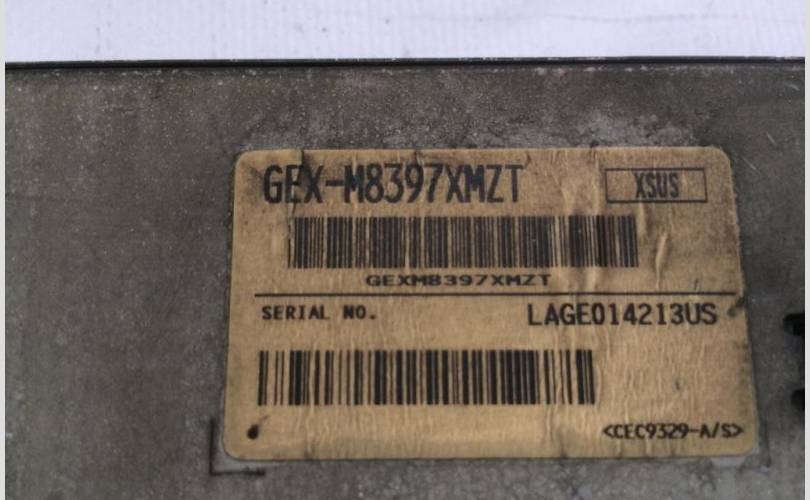 GEX-M8397XMZT XSUS
GEXM8397XMZT
SERIAL NO. LAGE014213US
<CEC9329-A/S>